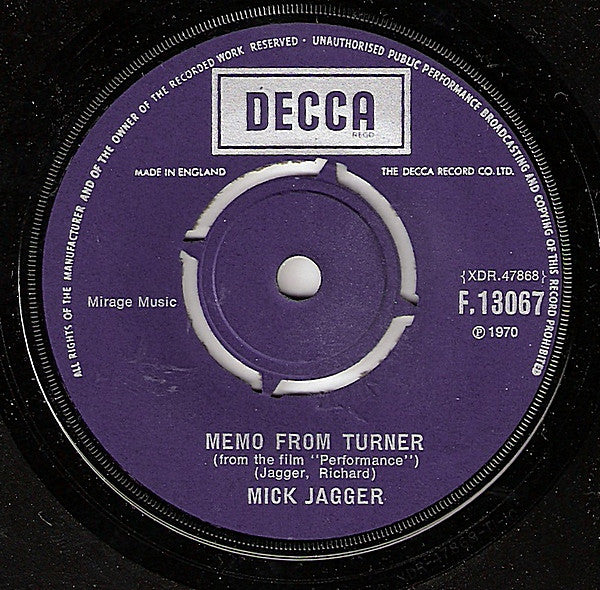 ALL RIGHTS OF THE MANUFACTURER AND OF THE OWNER OF THE RECORDED WORK RESERVED · UNAUTHORISED PUBLIC PERFORMANCE BROADCASTING AND COPYING OF THIS RECORD PROHIBITED
DECCA
REGD
MADE IN ENGLAND
THE DECCA RECORD CO. LTD.
{XDR.47868}
Mirage Music
F.13067
℗ 1970
MEMO FROM TURNER
(from the film "Performance")
(Jagger, Richard)
MICK JAGGER